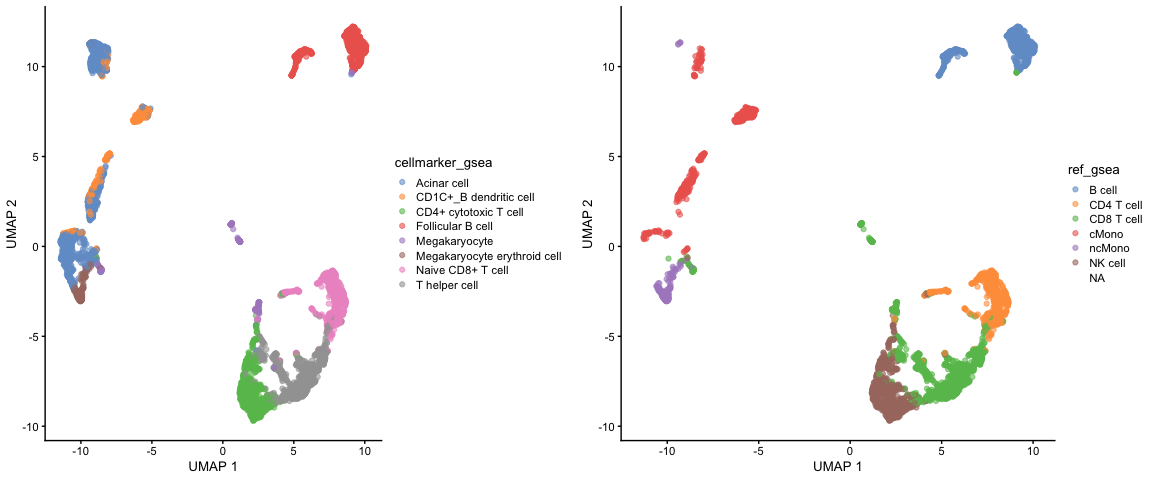 UMAP 2
10
5
0
-5
-10
-10
-5
0
5
10
UMAP 1
cellmarker_gsea
Acinar cell
CD1C+_B dendritic cell
CD4+ cytotoxic T cell
Follicular B cell
Megakaryocyte
Megakaryocyte erythroid cell
Naive CD8+ T cell
T helper cell
UMAP 2
10
5
0
-5
-10
-10
-5
0
5
10
UMAP 1
ref_gsea
B cell
CD4 T cell
CD8 T cell
cMono
ncMono
NK cell
NA